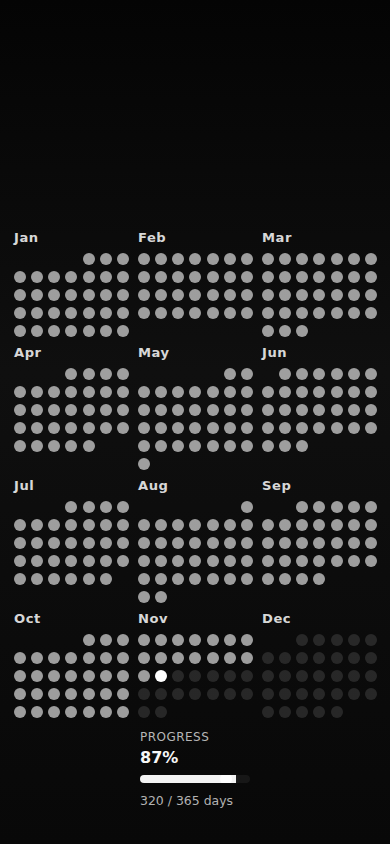 Jan Feb Mar
Apr May Jun
Jul Aug Sep
Oct Nov Dec
PROGRESS
87%
320 / 365 days